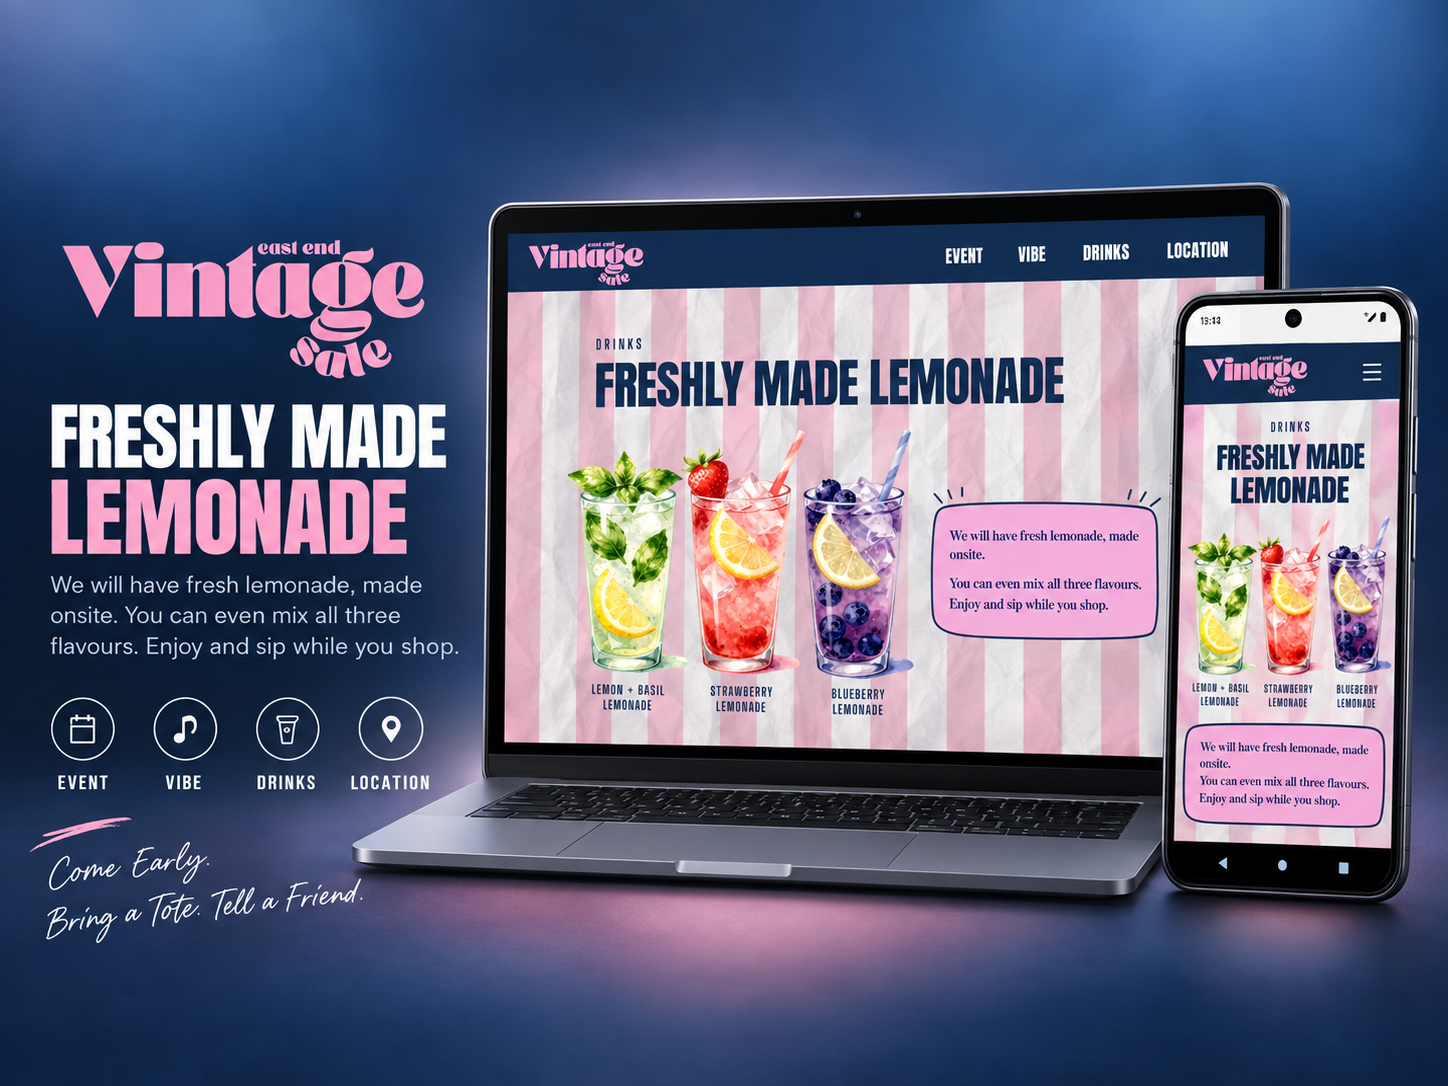 east end
Vintage
sale
FRESHLY MADE
LEMONADE
We will have fresh lemonade, made
onsite. You can even mix all three
flavours. Enjoy and sip while you shop.
EVENT
VIBE
DRINKS
LOCATION
Come Early.
Bring a Tote. Tell a Friend.
east end
Vintage
sale
EVENT
VIBE
DRINKS
LOCATION
DRINKS
FRESHLY MADE LEMONADE
We will have fresh lemonade, made
onsite.
You can even mix all three flavours.
Enjoy and sip while you shop.
LEMON + BASIL
LEMONADE
STRAWBERRY
LEMONADE
BLUEBERRY
LEMONADE
east end
Vintage
sale
DRINKS
FRESHLY MADE
LEMONADE
LEMON + BASIL
LEMONADE
STRAWBERRY
LEMONADE
BLUEBERRY
LEMONADE
We will have fresh lemonade, made
onsite.
You can even mix all three flavours.
Enjoy and sip while you shop.